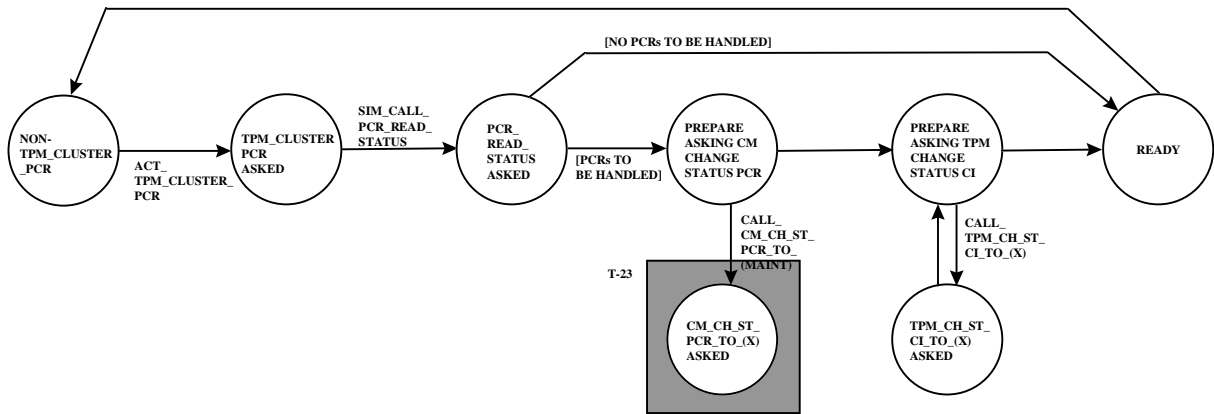 [NO PCRs TO BE HANDLED]
NON-
TPM_CLUSTER
_PCR
ACT_
TPM_CLUSTER_
PCR
TPM_CLUSTER
PCR
ASKED
SIM_CALL_
PCR_READ_
STATUS
PCR_
READ_
STATUS
ASKED
[PCRs TO
BE HANDLED]
PREPARE
ASKING CM
CHANGE
STATUS PCR
PREPARE
ASKING TPM
CHANGE
STATUS CI
READY
CALL_
CM_CH_ST_
PCR_TO_
(MAINT)
CALL_
TPM_CH_ST_
CI_TO_(X)
T-23
CM_CH_ST_
PCR_TO_(X)
ASKED
TPM_CH_ST_
CI_TO_(X)
ASKED